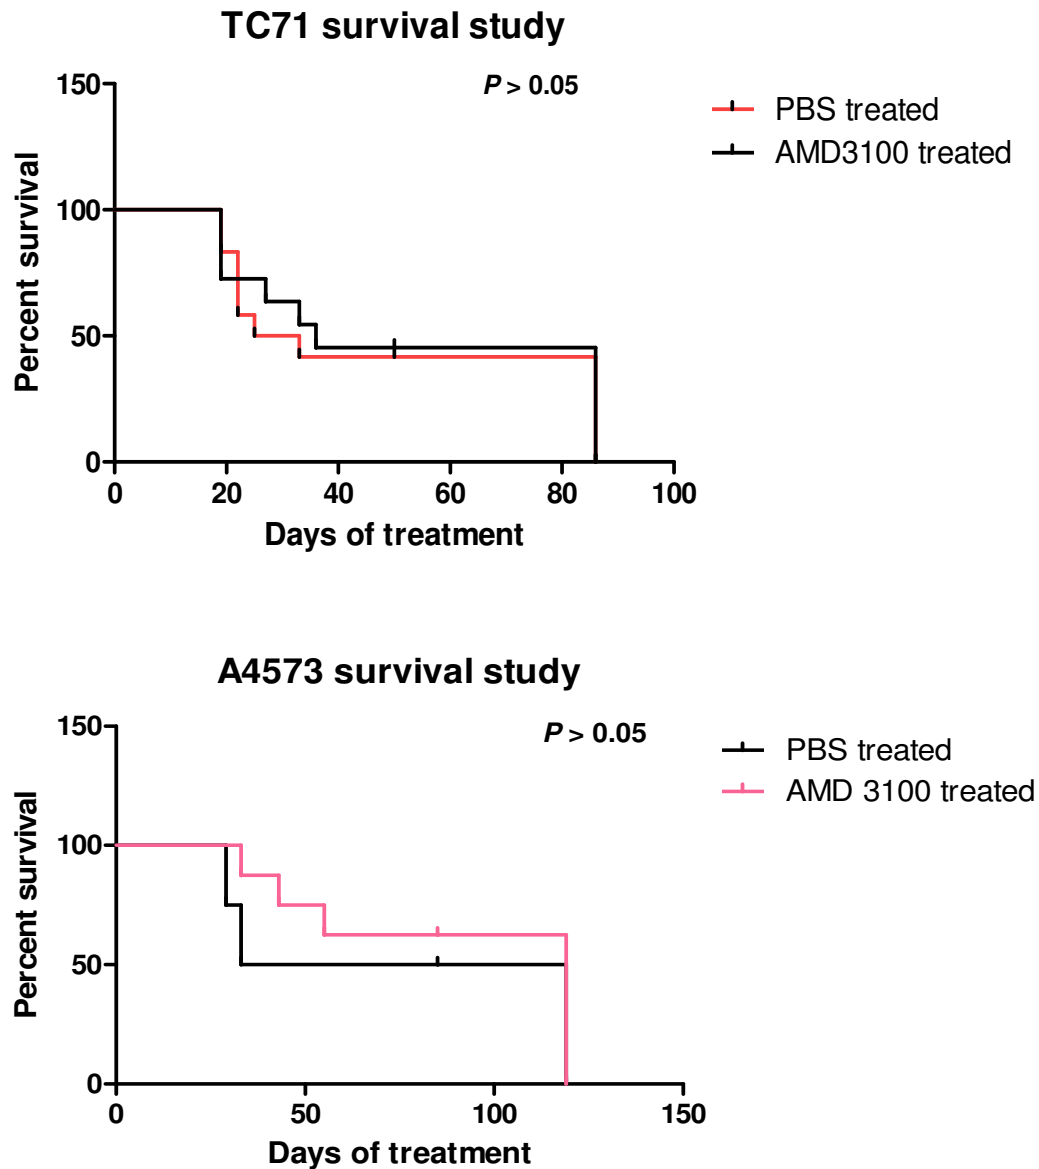 TC71 survival study
P > 0.05
150
100
50
0
Percent survival
0 20 40 60 80 100
Days of treatment
PBS treated
AMD3100 treated
A4573 survival study
P > 0.05
150
100
50
0
Percent survival
0 50 100 150
Days of treatment
PBS treated
AMD 3100 treated